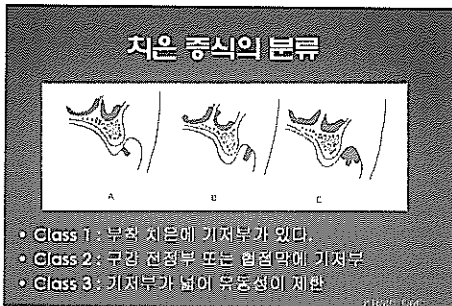 치은 증식의 분류
A B C
• Class 1 : 부착 치은에 기저부가 있다.
• Class 2 : 구강 전정부 또는 협점막에 기저부
• Class 3 : 기저부가 넓어 유동성이 제한